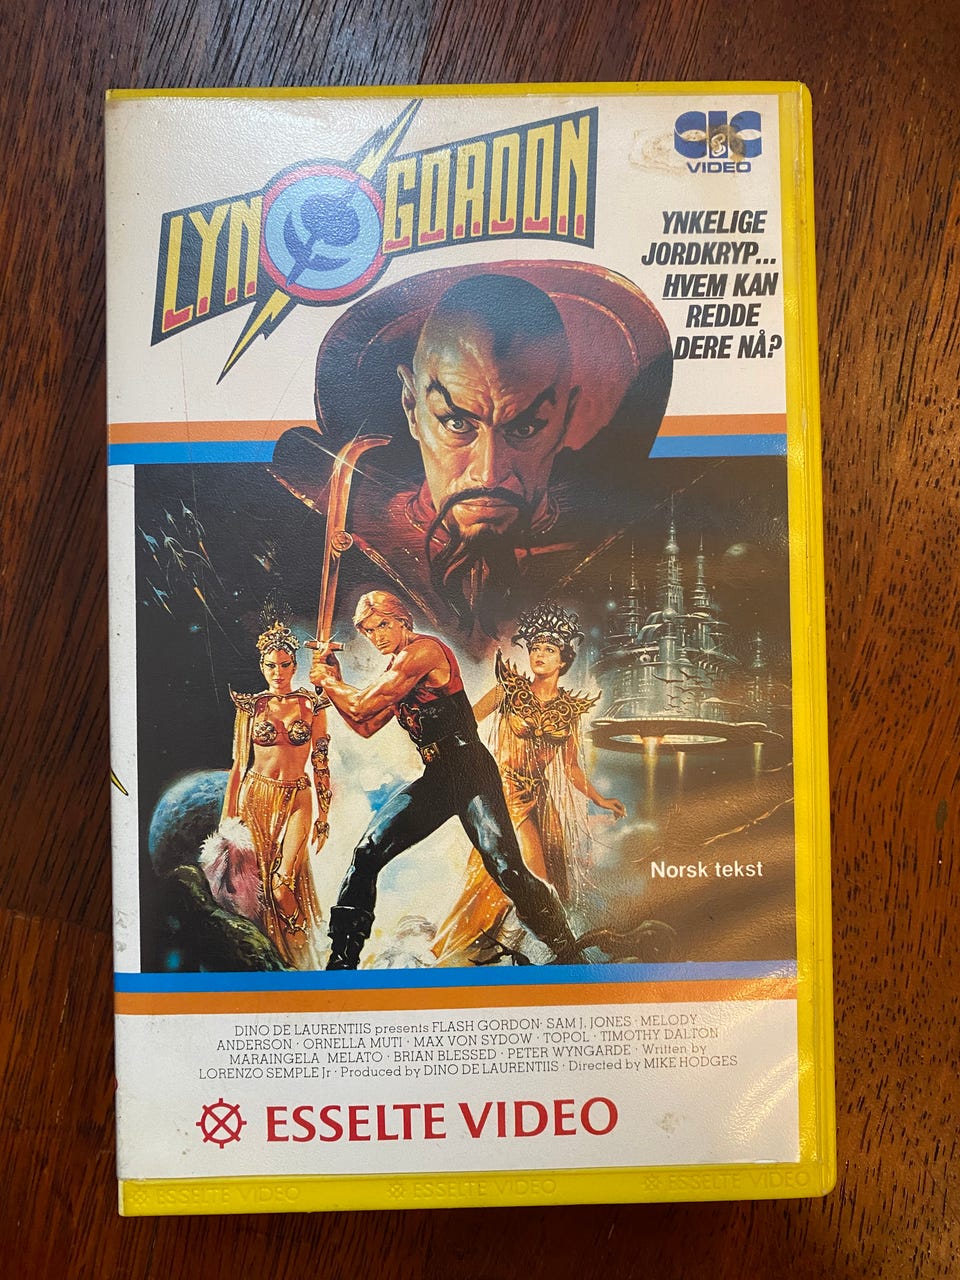 LYN GORDON
CIC
VIDEO
YNKELIGE
JORDKRYP...
HVEM KAN
REDDE
DERE NÅ?
Norsk tekst
DINO DE LAURENTIIS presents FLASH GORDON · SAM J. JONES · MELODY
ANDERSON · ORNELLA MUTI · MAX VON SYDOW · TOPOL · TIMOTHY DALTON
MARAINGELA MELATO · BRIAN BLESSED · PETER WYNGARDE · Written by
LORENZO SEMPLE Jr · Produced by DINO DE LAURENTIIS · Directed by MIKE HODGES
ESSELTE VIDEO
ESSELTE VIDEO ESSELTE VIDEO ESSELTE VIDEO